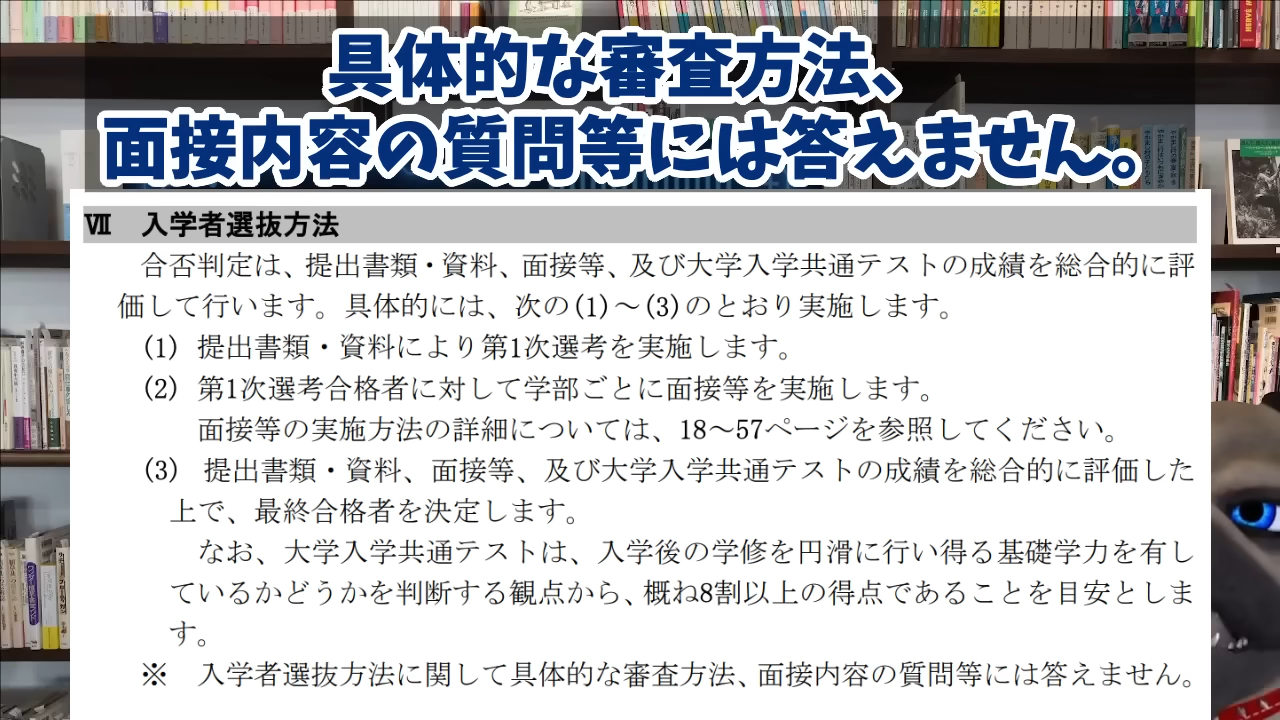 具体的な審査方法、
面接内容の質問等には答えません。
Ⅶ 入学者選抜方法
合否判定は、提出書類・資料、面接等、及び大学入学共通テストの成績を総合的に評
価して行います。具体的には、次の(1)～(3)のとおり実施します。
(1) 提出書類・資料により第1次選考を実施します。
(2) 第1次選考合格者に対して学部ごとに面接等を実施します。
面接等の実施方法の詳細については、18～57ページを参照してください。
(3) 提出書類・資料、面接等、及び大学入学共通テストの成績を総合的に評価した
上で、最終合格者を決定します。
なお、大学入学共通テストは、入学後の学修を円滑に行い得る基礎学力を有し
ているかどうかを判断する観点から、概ね8割以上の得点であることを目安としま
す。
※ 入学者選抜方法に関して具体的な審査方法、面接内容の質問等には答えません。